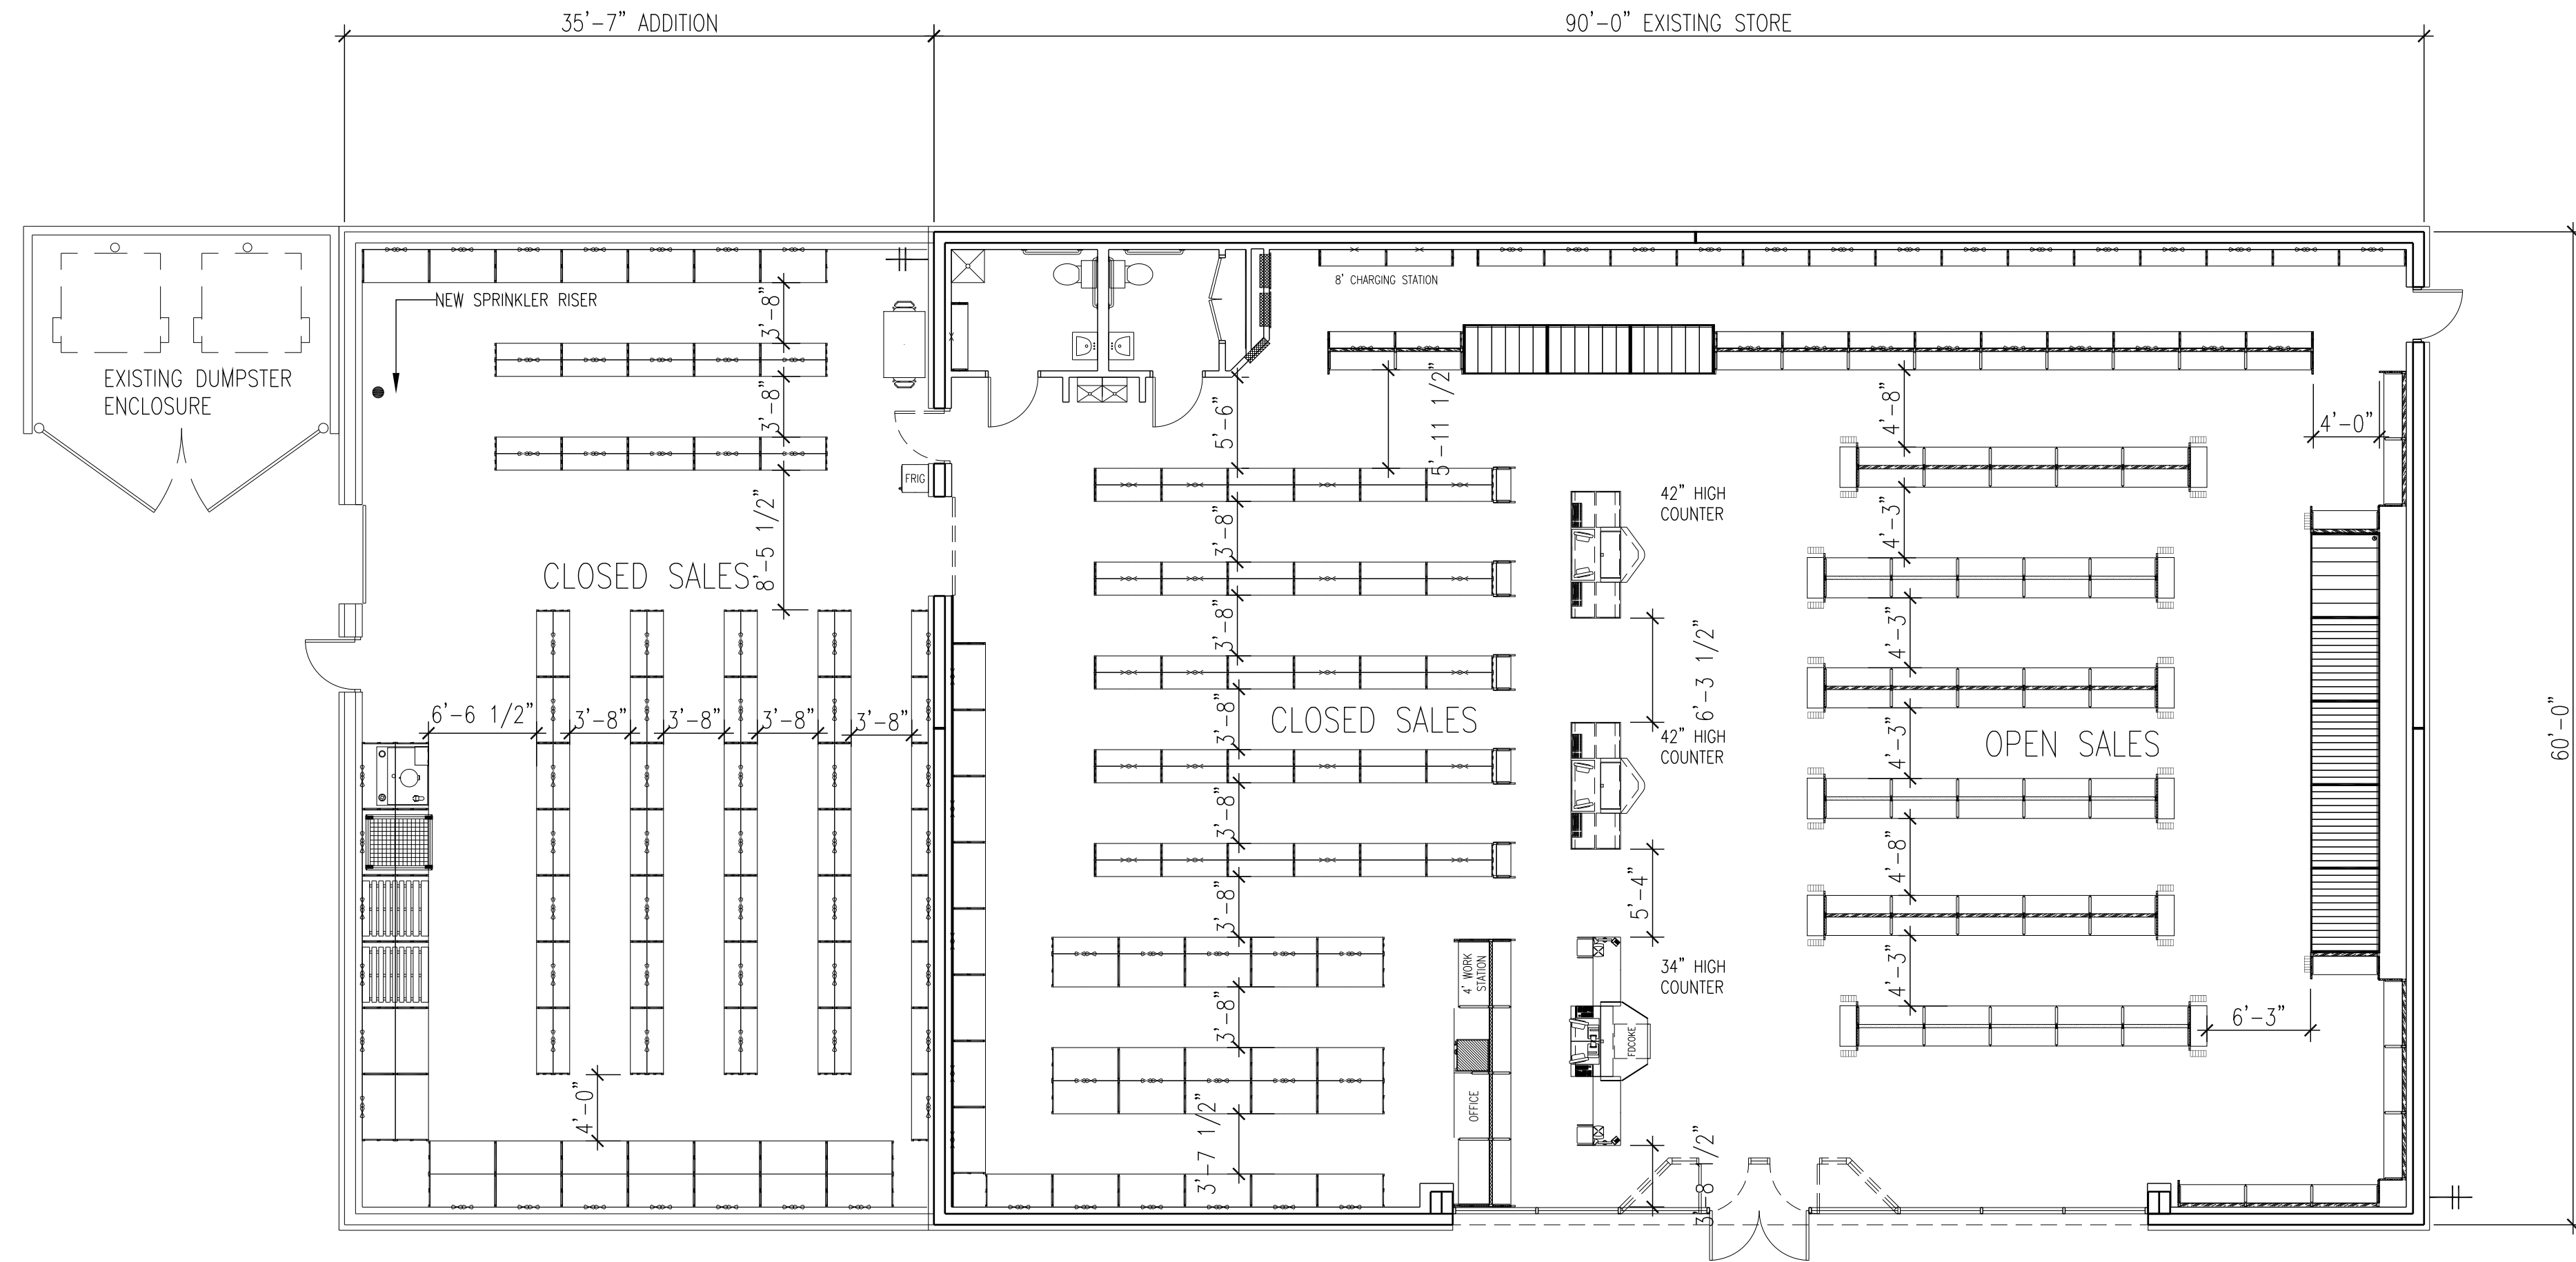 35'-7" ADDITION
90'-0" EXISTING STORE
8' CHARGING STATION
NEW SPRINKLER RISER
3'-8"
EXISTING DUMPSTER
ENCLOSURE
3'-8"
5'-6"
5'-11 1/2"
4'-8"
4'-0"
FRIG
42" HIGH
COUNTER
8'-5 1/2"
3'-8"
4'-3"
CLOSED SALES
3'-8"
4'-3"
6'-3 1/2"
6'-6 1/2"
3'-8"
3'-8"
3'-8"
3'-8"
3'-8"
CLOSED SALES
42" HIGH
COUNTER
4'-3"
OPEN SALES
60'-0"
3'-8"
4'-8"
3'-8"
5'-4"
4' WORK
STATION
34" HIGH
COUNTER
4'-3"
3'-8"
6'-3"
FDCOKE
4'-0"
OFFICE
3'-7 1/2"